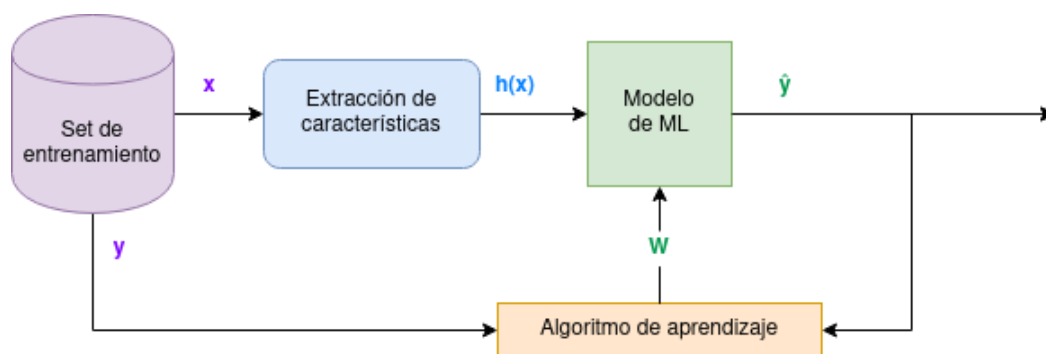 x
h(x)
ŷ
Extracción de
características
Modelo
de ML
Set de
entrenamiento
y
W
Algoritmo de aprendizaje